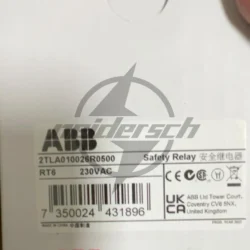 heidersch
ABB
2TLA010026R0500
Safety Relay 安全继电器
RT6 230VAC
CE
UK CA
ABB Ltd Tower Court,
Coventry CV6 5NX,
United Kingdom
7 350024 431896